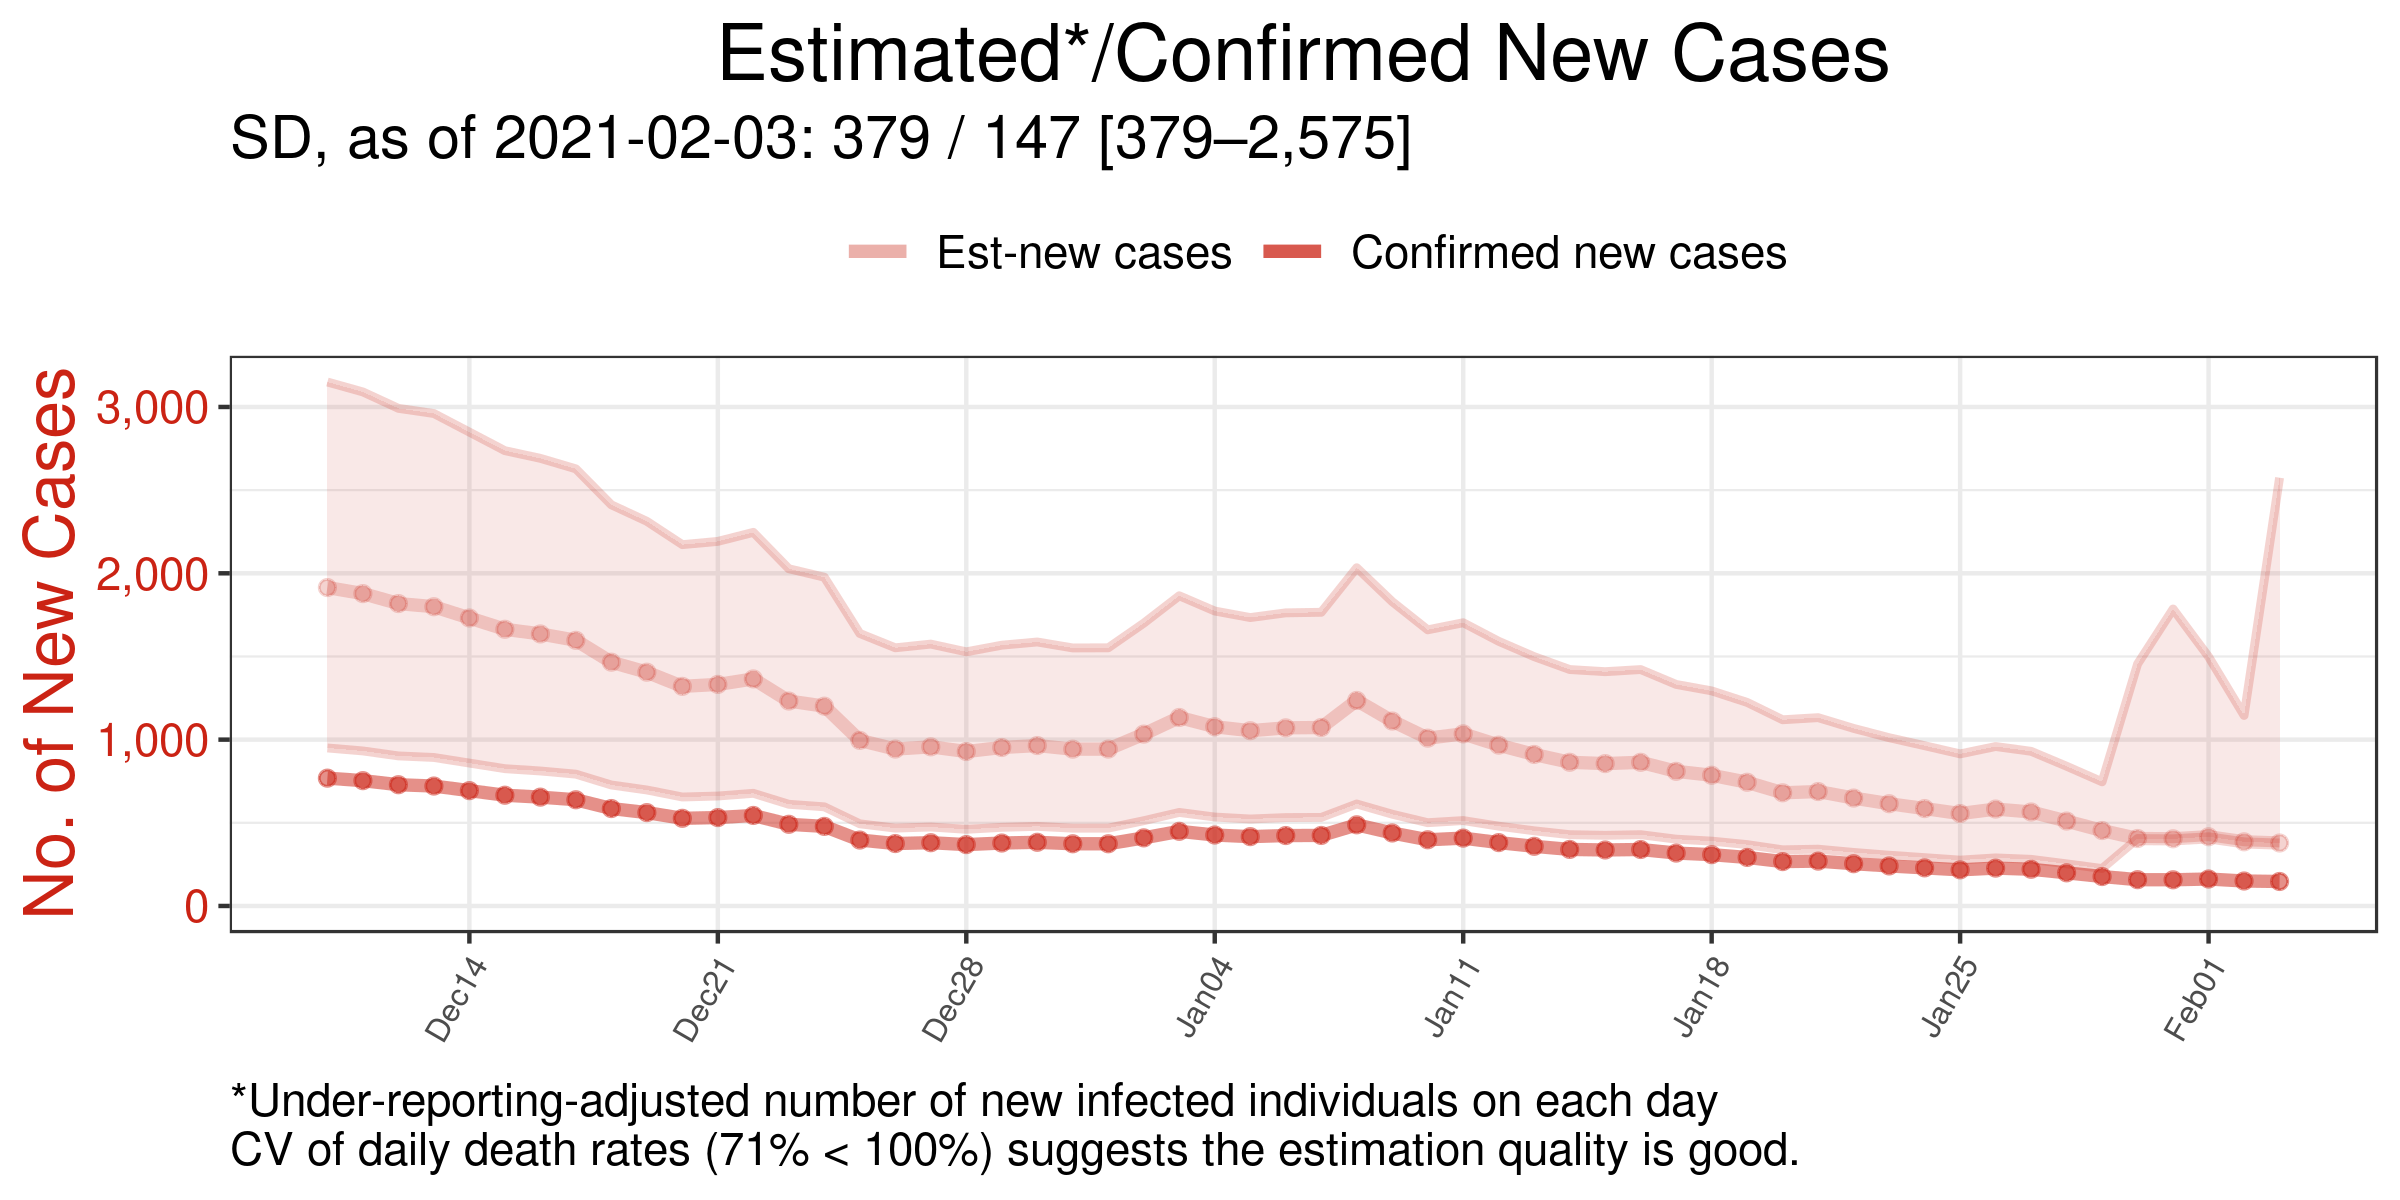 Estimated*/Confirmed New Cases
SD, as of 2021-02-03: 379 / 147 [379–2,575]
Est-new cases Confirmed new cases
No. of New Cases
3,000
2,000
1,000
0
Dec14 Dec21 Dec28 Jan04 Jan11 Jan18 Jan25 Feb01
*Under-reporting-adjusted number of new infected individuals on each day
CV of daily death rates (71% < 100%) suggests the estimation quality is good.